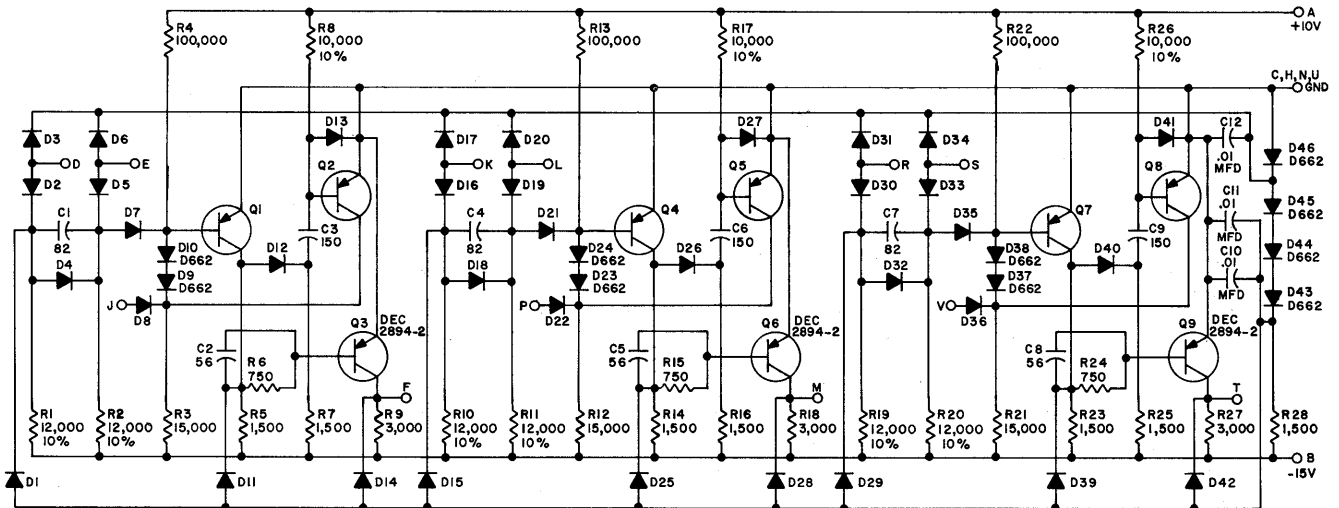 R4
100,000
R8
10,000
10%
R13
100,000
R17
10,000
10%
R22
100,000
R26
10,000
10%
A
+10V
C,H,N,U
GND
D3
D6
D13
D17
D20
D27
D31
D34
D41
C12
.01
MFD
D46
D662
D
E
Q2
K
L
Q5
R
S
Q8
D2
D5
D16
D19
D30
D33
D45
D662
C1
82
D7
Q1
C3
150
C4
82
D21
Q4
C6
150
C7
82
D35
Q7
C9
150
C11
.01
MFD
D10
D662
D12
D24
D662
D26
D38
D662
D40
D44
D662
D4
D9
D662
D18
D23
D662
D32
D37
D662
C10
.01
MFD
D43
D662
J
D8
P
D22
V
D36
Q3
DEC
2894-2
Q6
DEC
2894-2
Q9
DEC
2894-2
C2
56
R6
750
C5
56
R15
750
C8
56
R24
750
F
M
T
R1
12,000
10%
R2
12,000
10%
R3
15,000
R5
1,500
R7
1,500
R9
3,000
R10
12,000
10%
R11
12,000
10%
R12
15,000
R14
1,500
R16
1,500
R18
3,000
R19
12,000
10%
R20
12,000
10%
R21
15,000
R23
1,500
R25
1,500
R27
3,000
R28
1,500
B
-15V
D1
D11
D14
D15
D25
D28
D29
D39
D42